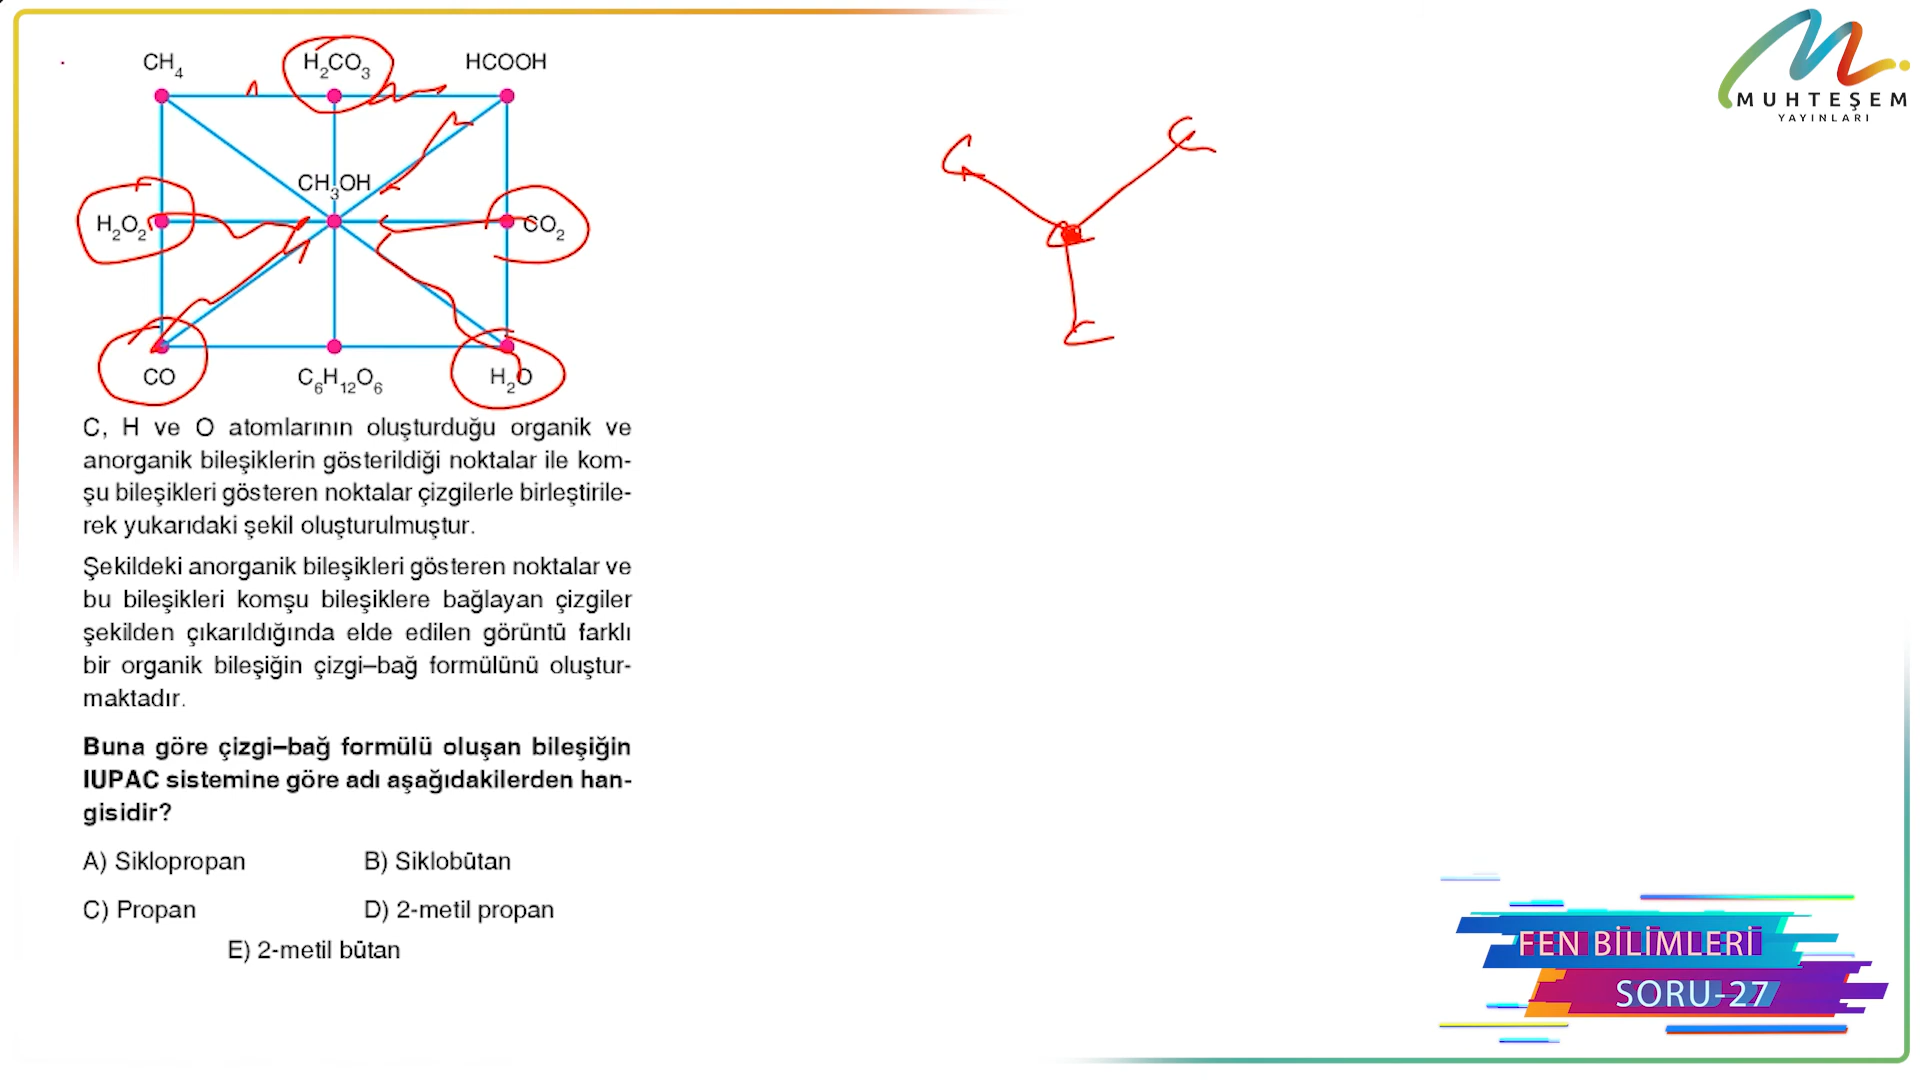 CH4
H2CO3
HCOOH
MUHTEŞEM
YAYINLARI
CH3OH
H2O2
CO2
C
C
C
C
CO
C6H12O6
H2O
C, H ve O atomlarının oluşturduğu organik ve
anorganik bileşiklerin gösterildiği noktalar ile kom-
şu bileşikleri gösteren noktalar çizgilerle birleştirile-
rek yukarıdaki şekil oluşturulmuştur.
Şekildeki anorganik bileşikleri gösteren noktalar ve
bu bileşikleri komşu bileşiklere bağlayan çizgiler
şekilden çıkarıldığında elde edilen görüntü farklı
bir organik bileşiğin çizgi–bağ formülünü oluştur-
maktadır.
Buna göre çizgi–bağ formülü oluşan bileşiğin
IUPAC sistemine göre adı aşağıdakilerden han-
gisidir?
A) Siklopropan
B) Siklobütan
C) Propan
D) 2-metil propan
E) 2-metil bütan
FEN BİLİMLERİ
SORU-27